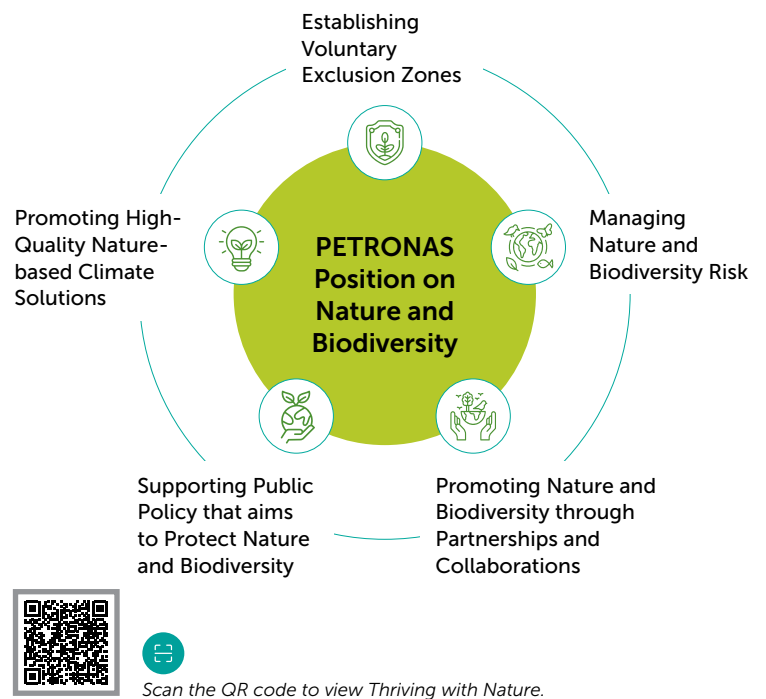 Establishing
Voluntary
Exclusion Zones
Promoting High-
Quality Nature-
based Climate
Solutions
PETRONAS
Position on
Nature and
Biodiversity
Managing
Nature and
Biodiversity Risk
Supporting Public
Policy that aims
to Protect Nature
and Biodiversity
Promoting Nature and
Biodiversity through
Partnerships and
Collaborations
Scan the QR code to view Thriving with Nature.